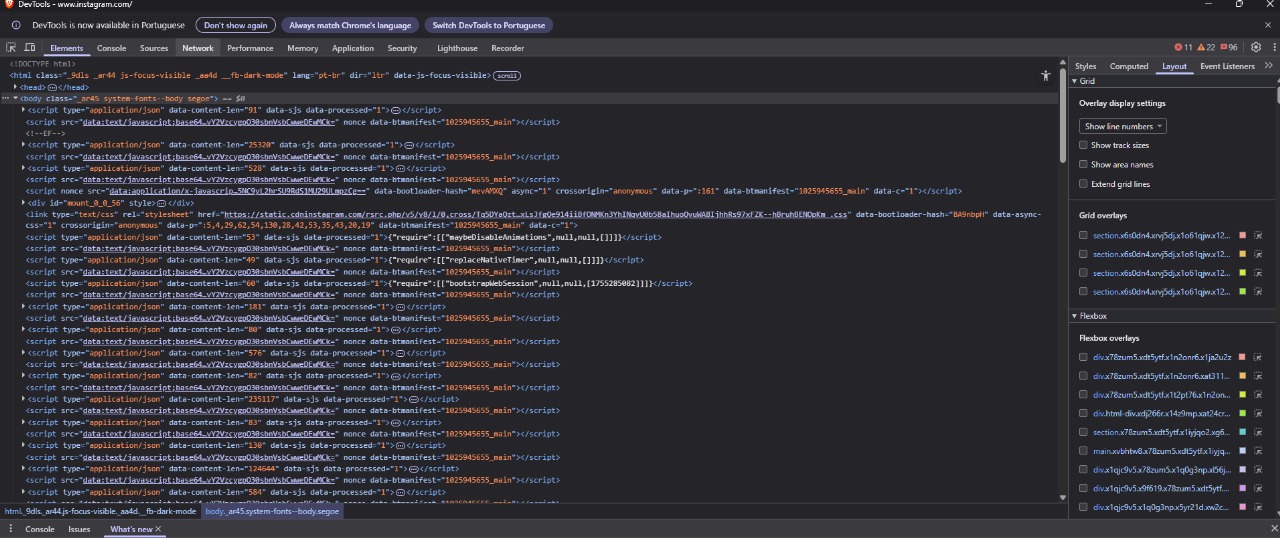 DevTools - www.instagram.com/
DevTools is now available in Portuguese Don't show again Always match Chrome's language Switch DevTools to Portuguese
Elements Console Sources Network Performance Memory Application Security Lighthouse Recorder 11 22 96
<!DOCTYPE html>
<html class="_9dls _ar44 js-focus-visible _aa4d __fb-dark-mode" lang="pt-br" dir="ltr" data-js-focus-visible> scroll
<head>…</head>
<body class="_ar45 system-fonts--body segoe"> == $0
<script type="application/json" data-content-len="91" data-sjs data-processed="1">…</script>
<script src="data:text/javascript;base64… nonce data-btmanifest="1025945655_main"></script>
<!--EF-->
<script type="application/json" data-content-len="25320" data-sjs data-processed="1">…</script>
<script src="data:text/javascript;base64… nonce data-btmanifest="1025945655_main"></script>
<script type="application/json" data-content-len="528" data-sjs data-processed="1">…</script>
<script src="data:text/javascript;base64… nonce data-btmanifest="1025945655_main"></script>
<script nonce src="data:application/x-javascrip… data-bootloader-hash="mevAMXQ" async="1" crossorigin="anonymous" data-p=":161" data-btmanifest="1025945655_main" data-c="1"></script>
<div id="mount_0_0_56" style>…</div>
<link type="text/css" rel="stylesheet" href="https://static.cdninstagram.com/rsrc.php/v5/y8/l/0,cross/ .css" data-bootloader-hash="BA9nbpH" data-async-
css="1" crossorigin="anonymous" data-p=":5,4,29,62,54,130,28,42,53,35,43,20,19" data-btmanifest="1025945655_main" data-c="1">
<script type="application/json" data-content-len="53" data-sjs data-processed="1">{"require":[["maybeDisableAnimations",null,null,[]]]}</script>
<script src="data:text/javascript;base64… nonce data-btmanifest="1025945655_main"></script>
<script type="application/json" data-content-len="49" data-sjs data-processed="1">{"require":[["replaceNativeTimer",null,null,[]]]}</script>
<script src="data:text/javascript;base64… nonce data-btmanifest="1025945655_main"></script>
<script type="application/json" data-content-len="60" data-sjs data-processed="1">{"require":[["bootstrapWebSession",null,null,[1755285082]]]}</script>
<script src="data:text/javascript;base64… nonce data-btmanifest="1025945655_main"></script>
<script type="application/json" data-content-len="181" data-sjs data-processed="1">…</script>
<script src="data:text/javascript;base64… nonce data-btmanifest="1025945655_main"></script>
<script type="application/json" data-content-len="80" data-sjs data-processed="1">…</script>
<script src="data:text/javascript;base64… nonce data-btmanifest="1025945655_main"></script>
<script type="application/json" data-content-len="576" data-sjs data-processed="1">…</script>
<script src="data:text/javascript;base64… nonce data-btmanifest="1025945655_main"></script>
<script type="application/json" data-content-len="82" data-sjs data-processed="1">…</script>
<script src="data:text/javascript;base64… nonce data-btmanifest="1025945655_main"></script>
<script type="application/json" data-content-len="235117" data-sjs data-processed="1">…</script>
<script src="data:text/javascript;base64… nonce data-btmanifest="1025945655_main"></script>
<script type="application/json" data-content-len="83" data-sjs data-processed="1">…</script>
<script src="data:text/javascript;base64… nonce data-btmanifest="1025945655_main"></script>
<script type="application/json" data-content-len="130" data-sjs data-processed="1">…</script>
<script src="data:text/javascript;base64… nonce data-btmanifest="1025945655_main"></script>
<script type="application/json" data-content-len="124644" data-sjs data-processed="1">…</script>
<script src="data:text/javascript;base64… nonce data-btmanifest="1025945655_main"></script>
<script type="application/json" data-content-len="584" data-sjs data-processed="1">…</script>
html._9dls._ar44.js-focus-visible._aa4d.__fb-dark-mode body._ar45.system-fonts--body.segoe
Styles Computed Layout Event Listeners
Grid
Overlay display settings
Show line numbers
Show track sizes
Show area names
Extend grid lines
Grid overlays
section.x6s0dn4.xrvj5dj.x1o61qjw.x12...
section.x6s0dn4.xrvj5dj.x1o61qjw.x12...
section.x6s0dn4.xrvj5dj.x1o61qjw.x12...
section.x6s0dn4.xrvj5dj.x1o61qjw.x12...
Flexbox
Flexbox overlays
div.x78zum5.xdt5ytf.x1n2onr6.x1ja2u2z
div.x78zum5.xdt5ytf.x1n2onr6.xat311...
div.x78zum5.xdt5ytf.x1t2pt76.x1n2on...
div.html-div.xdj266r.x14z9mp.xat24cr...
section.x78zum5.xdt5ytf.x1iyjqo2.xg6...
main.xvbhtw8.x78zum5.xdt5ytf.x1iyjq...
div.x1qjc9v5.x78zum5.x1q0g3np.xl56j...
div.x1qjc9v5.x9f619.x78zum5.xdt5ytf....
div.x1qjc9v5.x1q0g3np.x5yr21d.xw2c...
Console Issues What's new